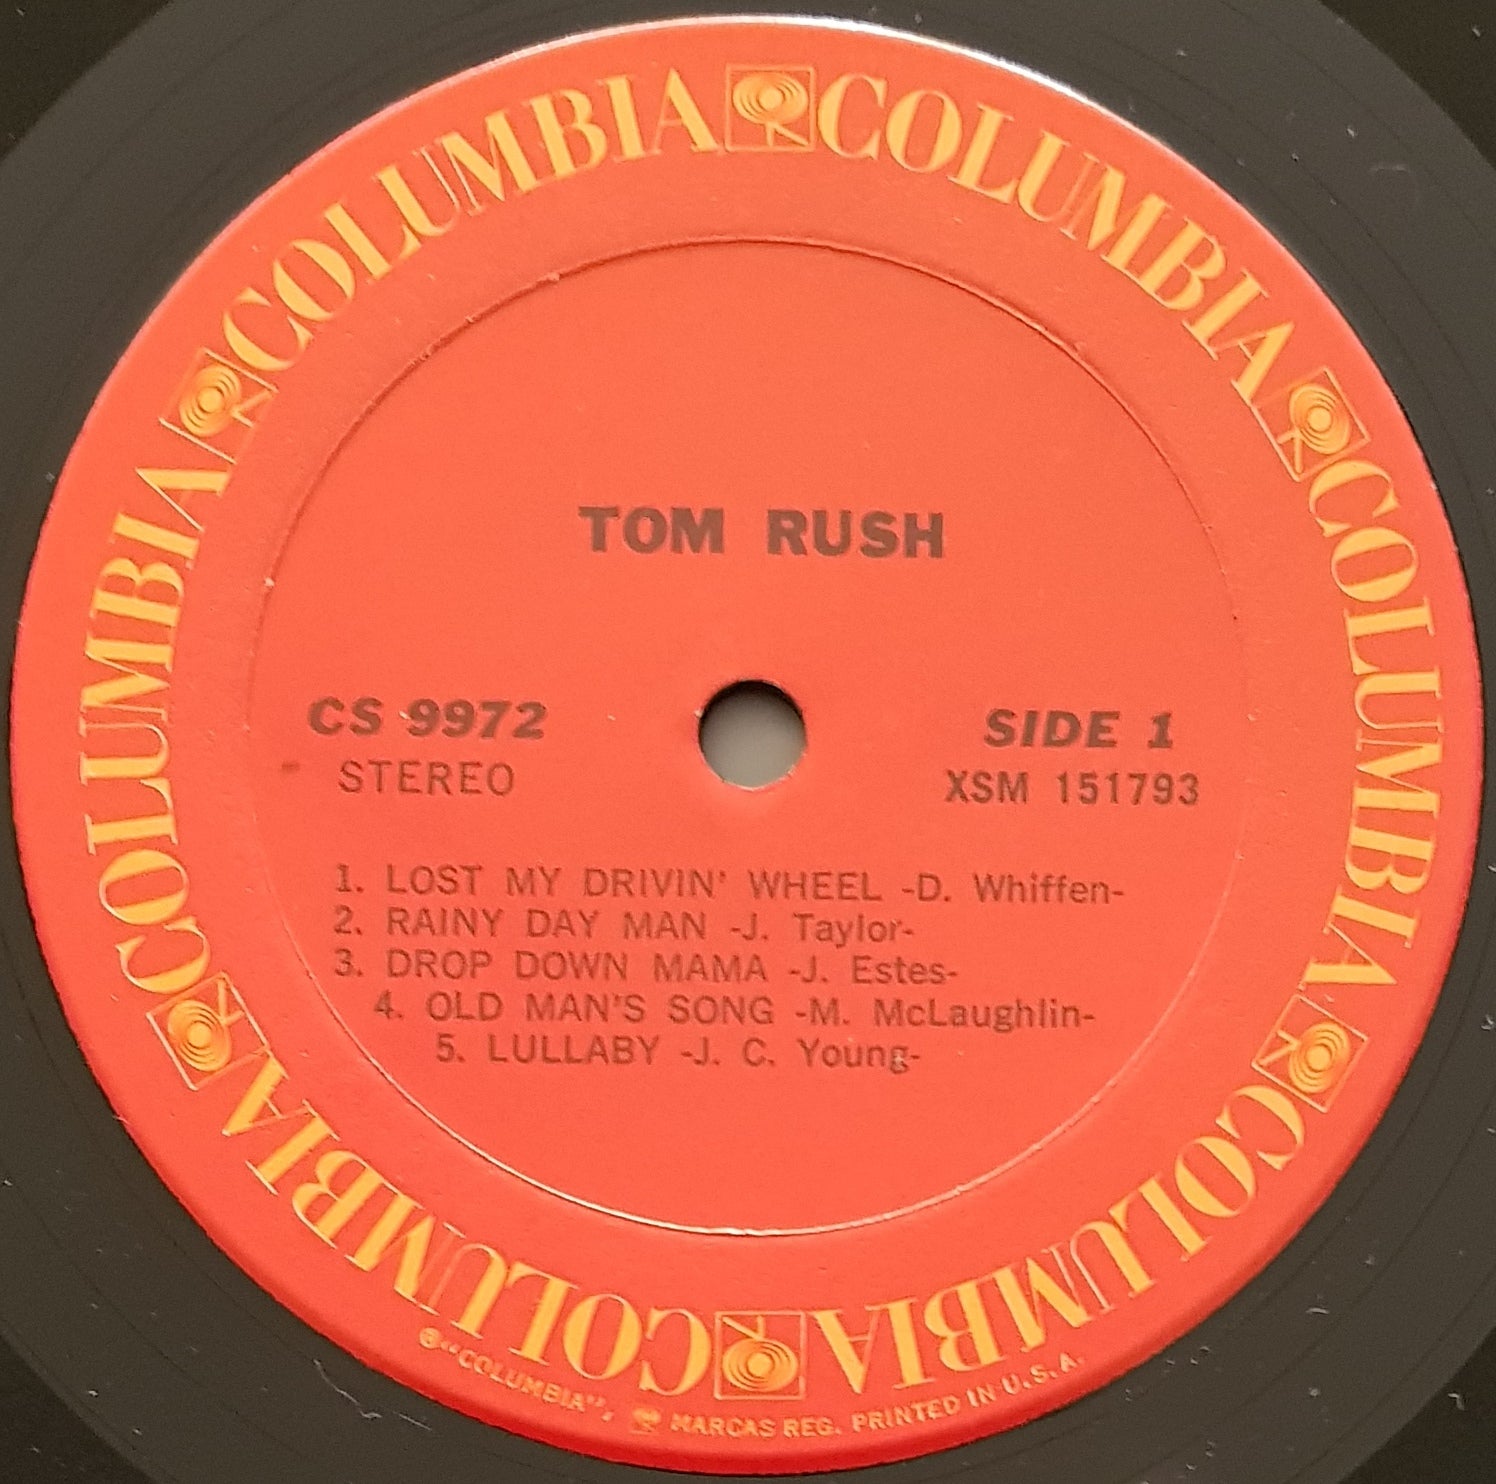 COLUMBIA COLUMBIA COLUMBIA COLUMBIA COLUMBIA COLUMBIA
TOM RUSH
CS 9972
STEREO
SIDE 1
XSM 151793
1. LOST MY DRIVIN' WHEEL -D. Whiffen-
2. RAINY DAY MAN -J. Taylor-
3. DROP DOWN MAMA -J. Estes-
4. OLD MAN'S SONG -M. McLaughlin-
5. LULLABY -J. C. Young-
®"COLUMBIA", MARCAS REG. PRINTED IN U.S.A.